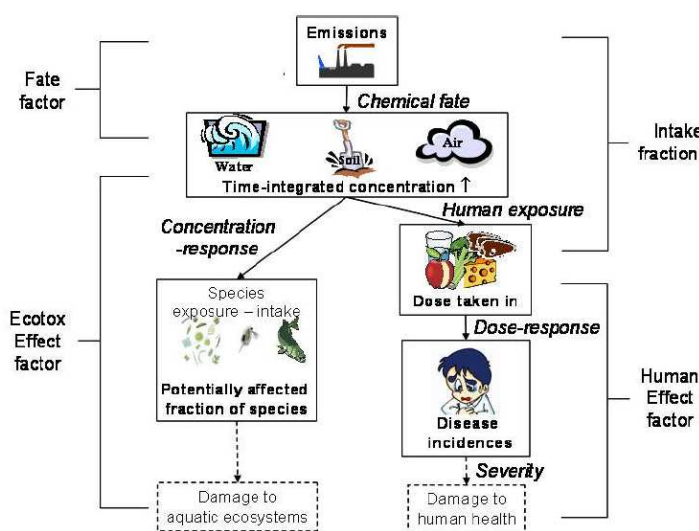 Emissions
Fate
factor
Chemical fate
Water
Soil
Air
Time-integrated concentration ↑
Intake
fraction
Concentration
-response
Human exposure
Species
exposure – intake
Dose taken in
Ecotox
Effect
factor
Potentially affected
fraction of species
Dose-response
Disease
incidences
Human
Effect
factor
Severity
Damage to
aquatic ecosystems
Damage to
human health